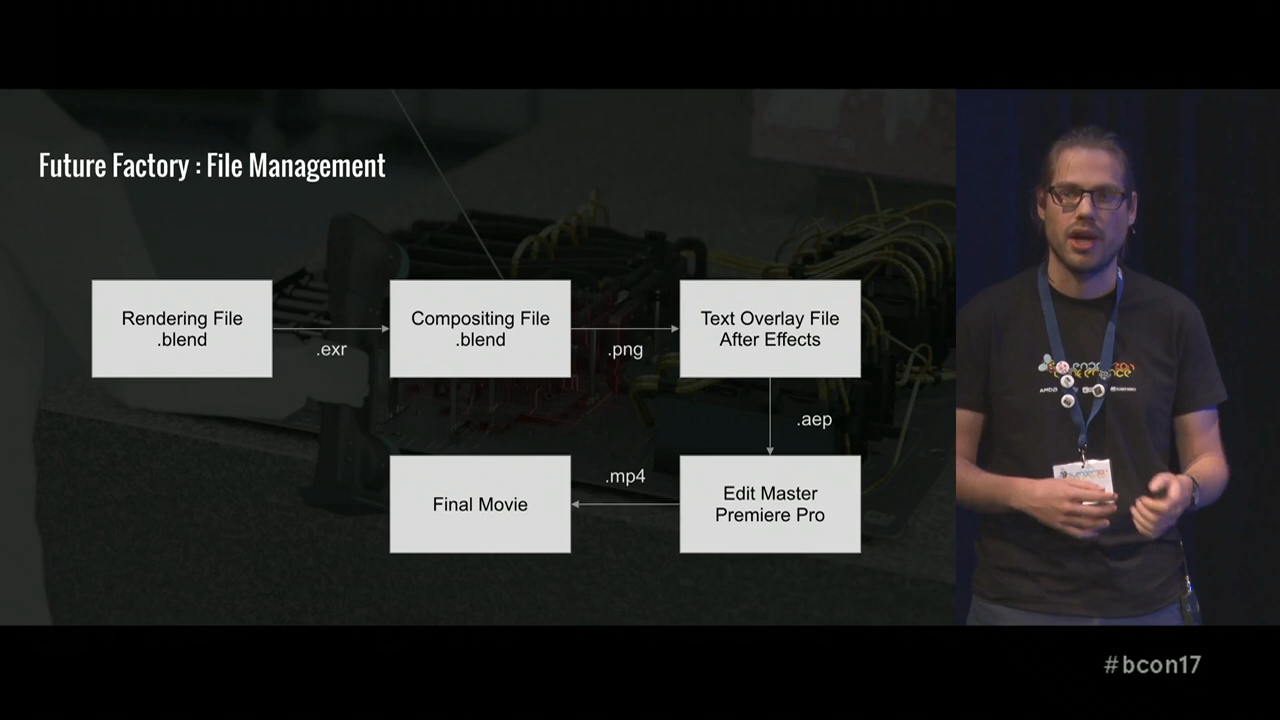 Future Factory : File Management
Rendering File
.blend
.exr
Compositing File
.blend
.png
Text Overlay File
After Effects
.aep
Edit Master
Premiere Pro
.mp4
Final Movie
AMD
#bcon17